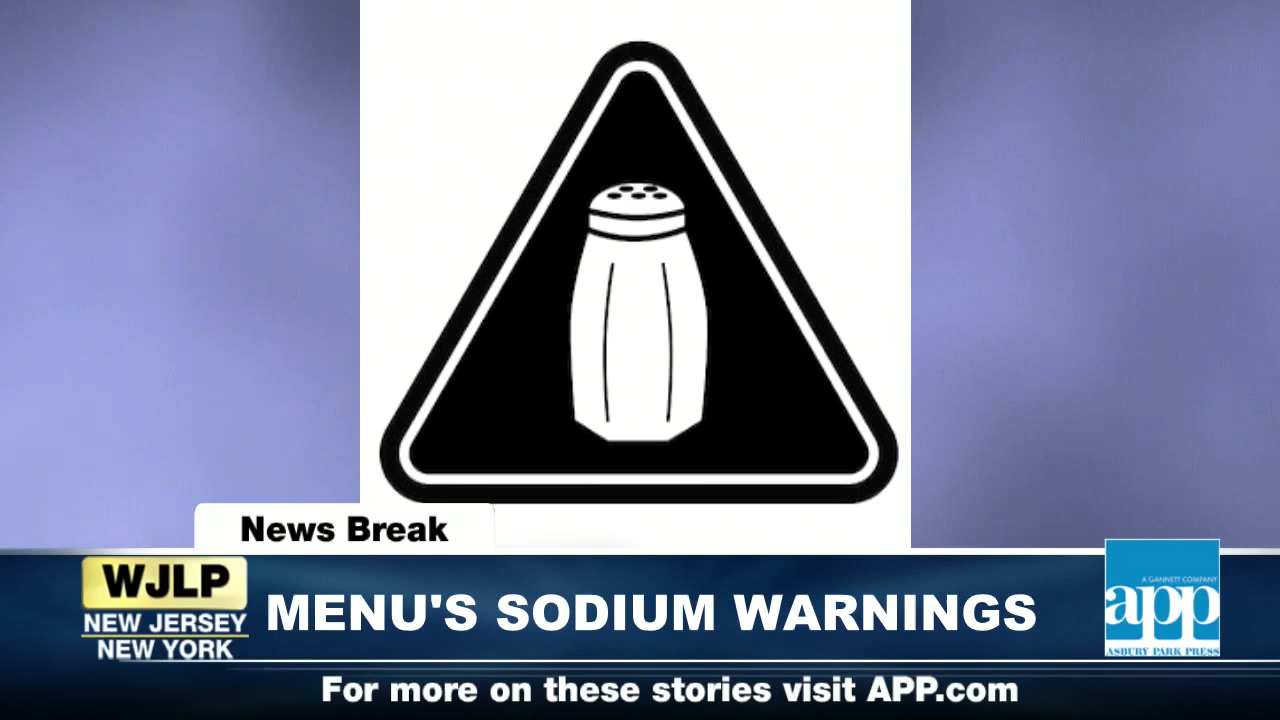 News Break
WJLP
NEW JERSEY
NEW YORK
MENU'S SODIUM WARNINGS
A GANNETT COMPANY
app
ASBURY PARK PRESS
For more on these stories visit APP.com